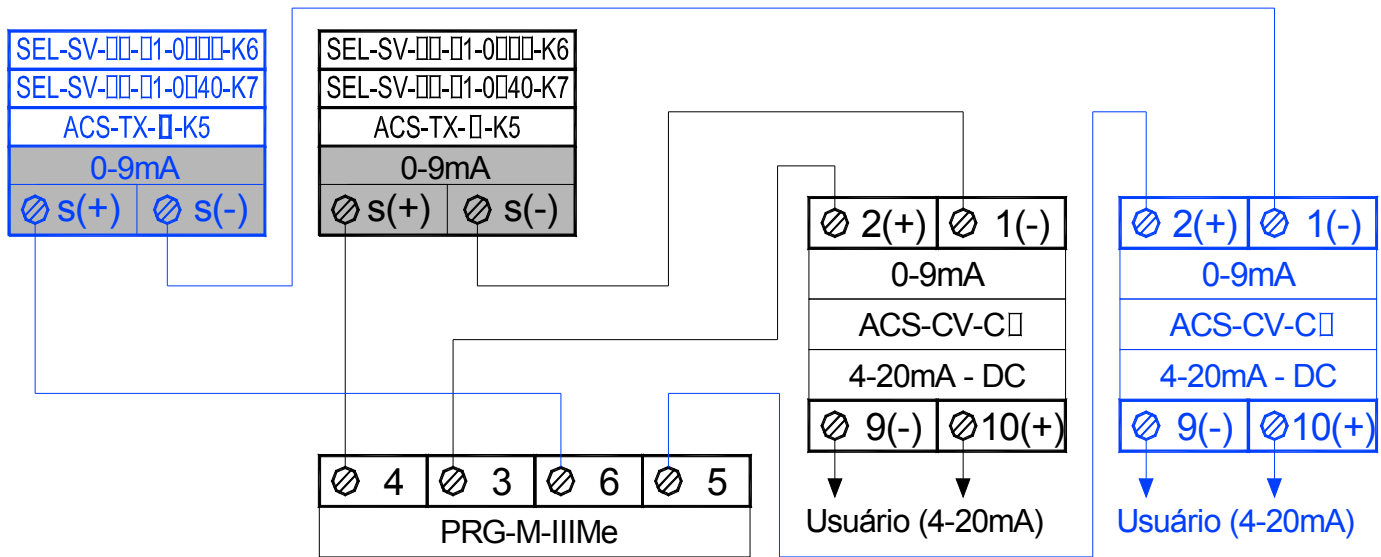 SEL-SV-▯▯-▯1-0▯▯▯-K6
SEL-SV-▯▯-▯1-0▯40-K7
ACS-TX-▯-K5
0-9mA
s(+) s(-)
SEL-SV-▯▯-▯1-0▯▯▯-K6
SEL-SV-▯▯-▯1-0▯40-K7
ACS-TX-▯-K5
0-9mA
s(+) s(-)
2(+) 1(-)
0-9mA
ACS-CV-C▯
4-20mA - DC
9(-) 10(+)
Usuário (4-20mA)
2(+) 1(-)
0-9mA
ACS-CV-C▯
4-20mA - DC
9(-) 10(+)
Usuário (4-20mA)
4 3 6 5
PRG-M-IIIMe